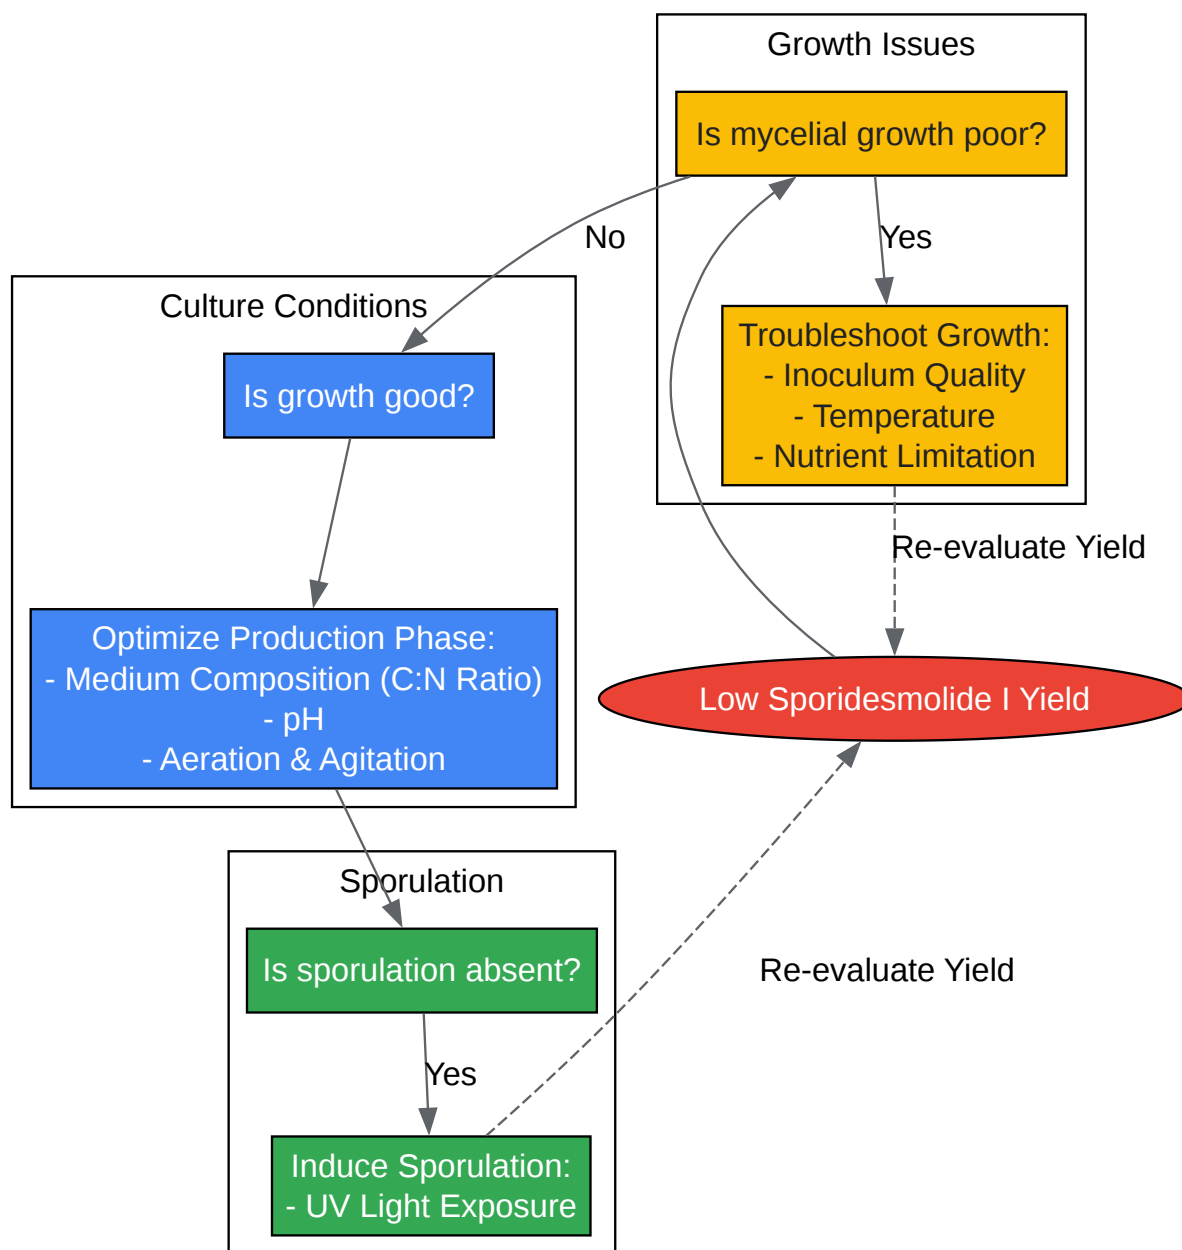 Growth Issues
Is mycelial growth poor?
No
Yes
Culture Conditions
Is growth good?
Troubleshoot Growth:
- Inoculum Quality
- Temperature
- Nutrient Limitation
Re-evaluate Yield
Optimize Production Phase:
- Medium Composition (C:N Ratio)
- pH
- Aeration & Agitation
Low Sporidesmolide I Yield
Sporulation
Is sporulation absent?
Re-evaluate Yield
Yes
Induce Sporulation:
- UV Light Exposure